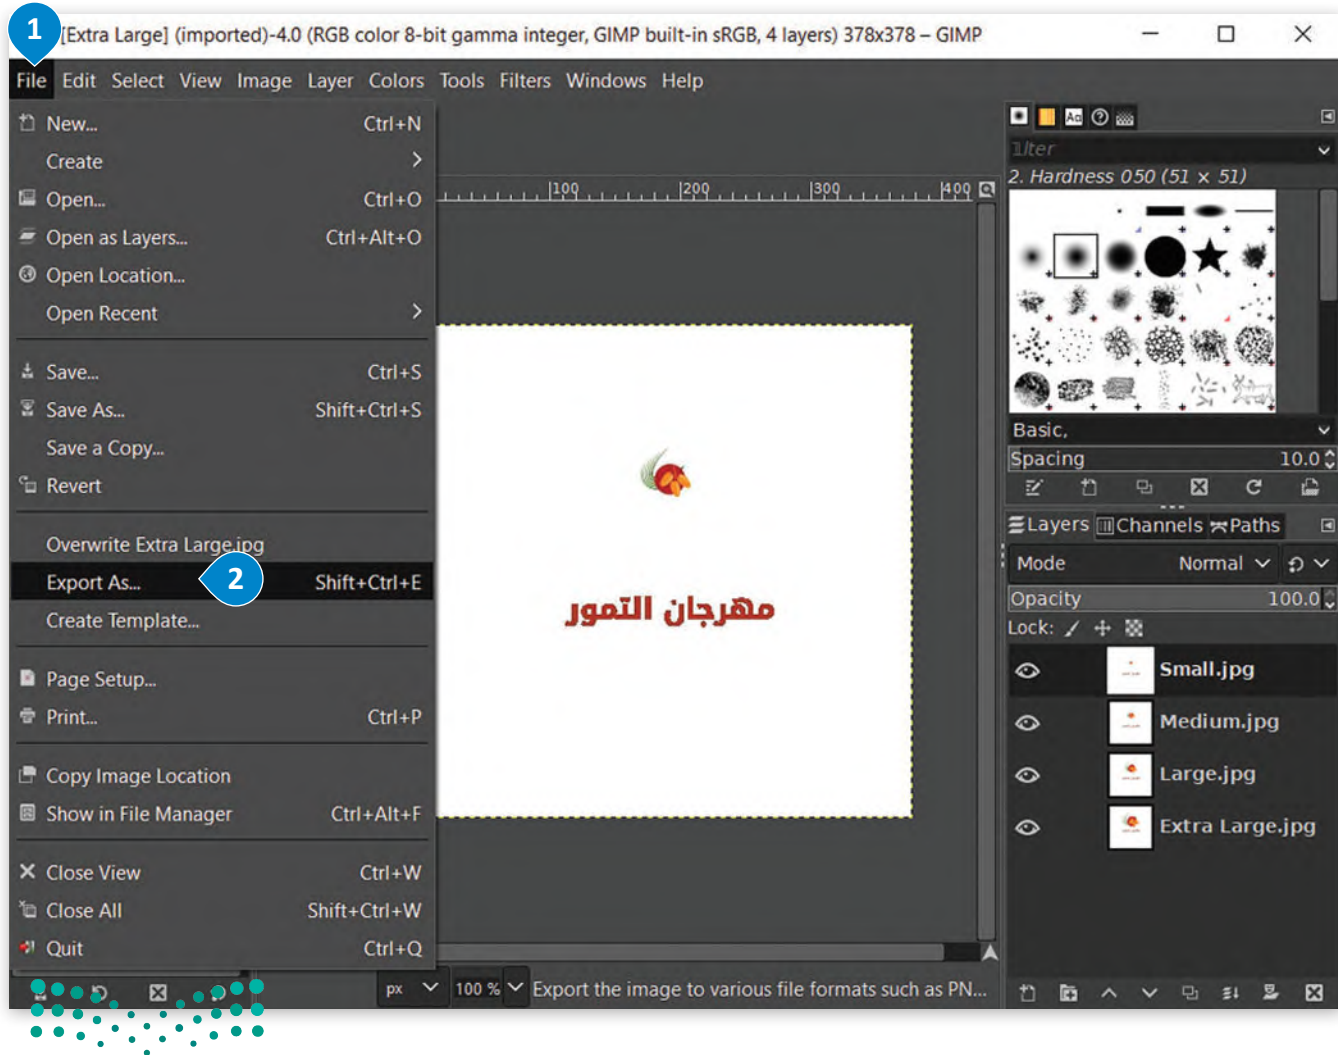 1
[Extra Large] (imported)-4.0 (RGB color 8-bit gamma integer, GIMP built-in sRGB, 4 layers) 378x378 – GIMP
File Edit Select View Image Layer Colors Tools Filters Windows Help
New... Ctrl+N
Create
Open... Ctrl+O
Open as Layers... Ctrl+Alt+O
Open Location...
Open Recent
Save... Ctrl+S
Save As... Shift+Ctrl+S
Save a Copy...
Revert
Overwrite Extra Large.jpg
Export As... 2 Shift+Ctrl+E
Create Template...
Page Setup...
Print... Ctrl+P
Copy Image Location
Show in File Manager Ctrl+Alt+F
Close View Ctrl+W
Close All Shift+Ctrl+W
Quit Ctrl+Q
100 200 300 400
مهرجان التمور
px 100 % Export the image to various file formats such as PN...
2. Hardness 050 (51 × 51)
Basic,
Spacing 10.0
Layers Channels Paths
Mode Normal
Opacity 100.0
Lock:
Small.jpg
Medium.jpg
Large.jpg
Extra Large.jpg